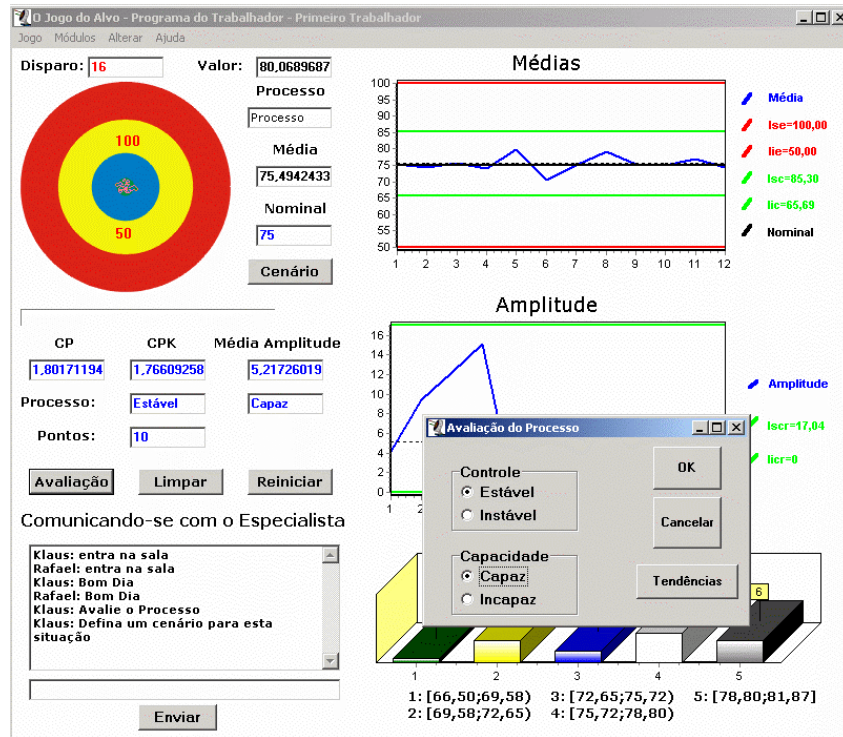 O Jogo do Alvo - Programa do Trabalhador - Primeiro Trabalhador
Jogo Módulos Alterar Ajuda
Disparo: 16 Valor: 80,0689687
Processo
Processo
100
50
Média
75,4942433
Nominal
75
Cenário
Médias
100
95
90
85
80
75
70
65
60
55
50
1 2 3 4 5 6 7 8 9 10 11 12
Média
lse=100,00
lie=50,00
lsc=85,30
lic=65,69
Nominal
CP CPK Média Amplitude
1,80171194 1,76609258 5,21726019
Processo: Estável Capaz
Pontos: 10
Avaliação Limpar Reiniciar
Amplitude
16
14
12
10
8
6
4
2
0
1 2
Amplitude
lscr=17,04
licr=0
Avaliação do Processo
Controle
Estável
Instável
Capacidade
Capaz
Incapaz
OK
Cancelar
Tendências
Comunicando-se com o Especialista
Klaus: entra na sala
Rafael: entra na sala
Klaus: Bom Dia
Rafael: Bom Dia
Klaus: Avalie o Processo
Klaus: Defina um cenário para esta
situação
Enviar
6
1 2 3 4 5
1: [66,50;69,58) 3: [72,65;75,72) 5: [78,80;81,87]
2: [69,58;72,65) 4: [75,72;78,80)